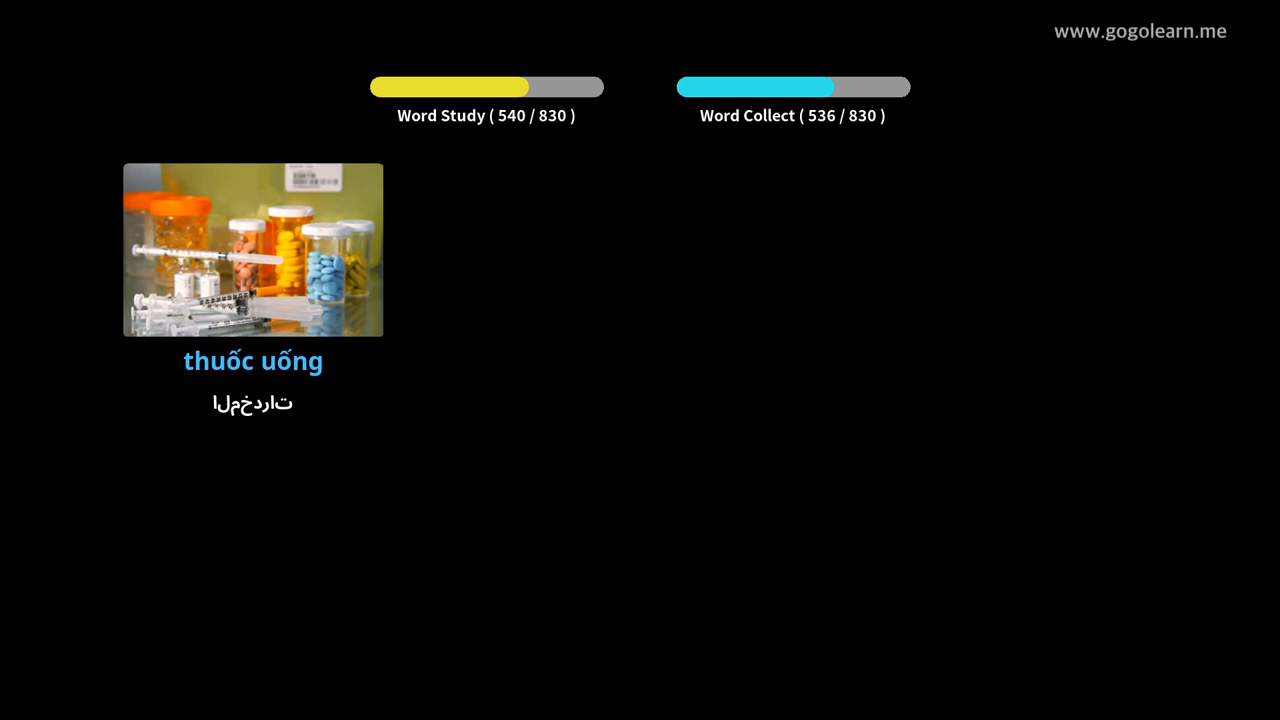 www.gogolearn.me
Word Study ( 540 / 830 )
Word Collect ( 536 / 830 )
thuốc uống
المخدرات